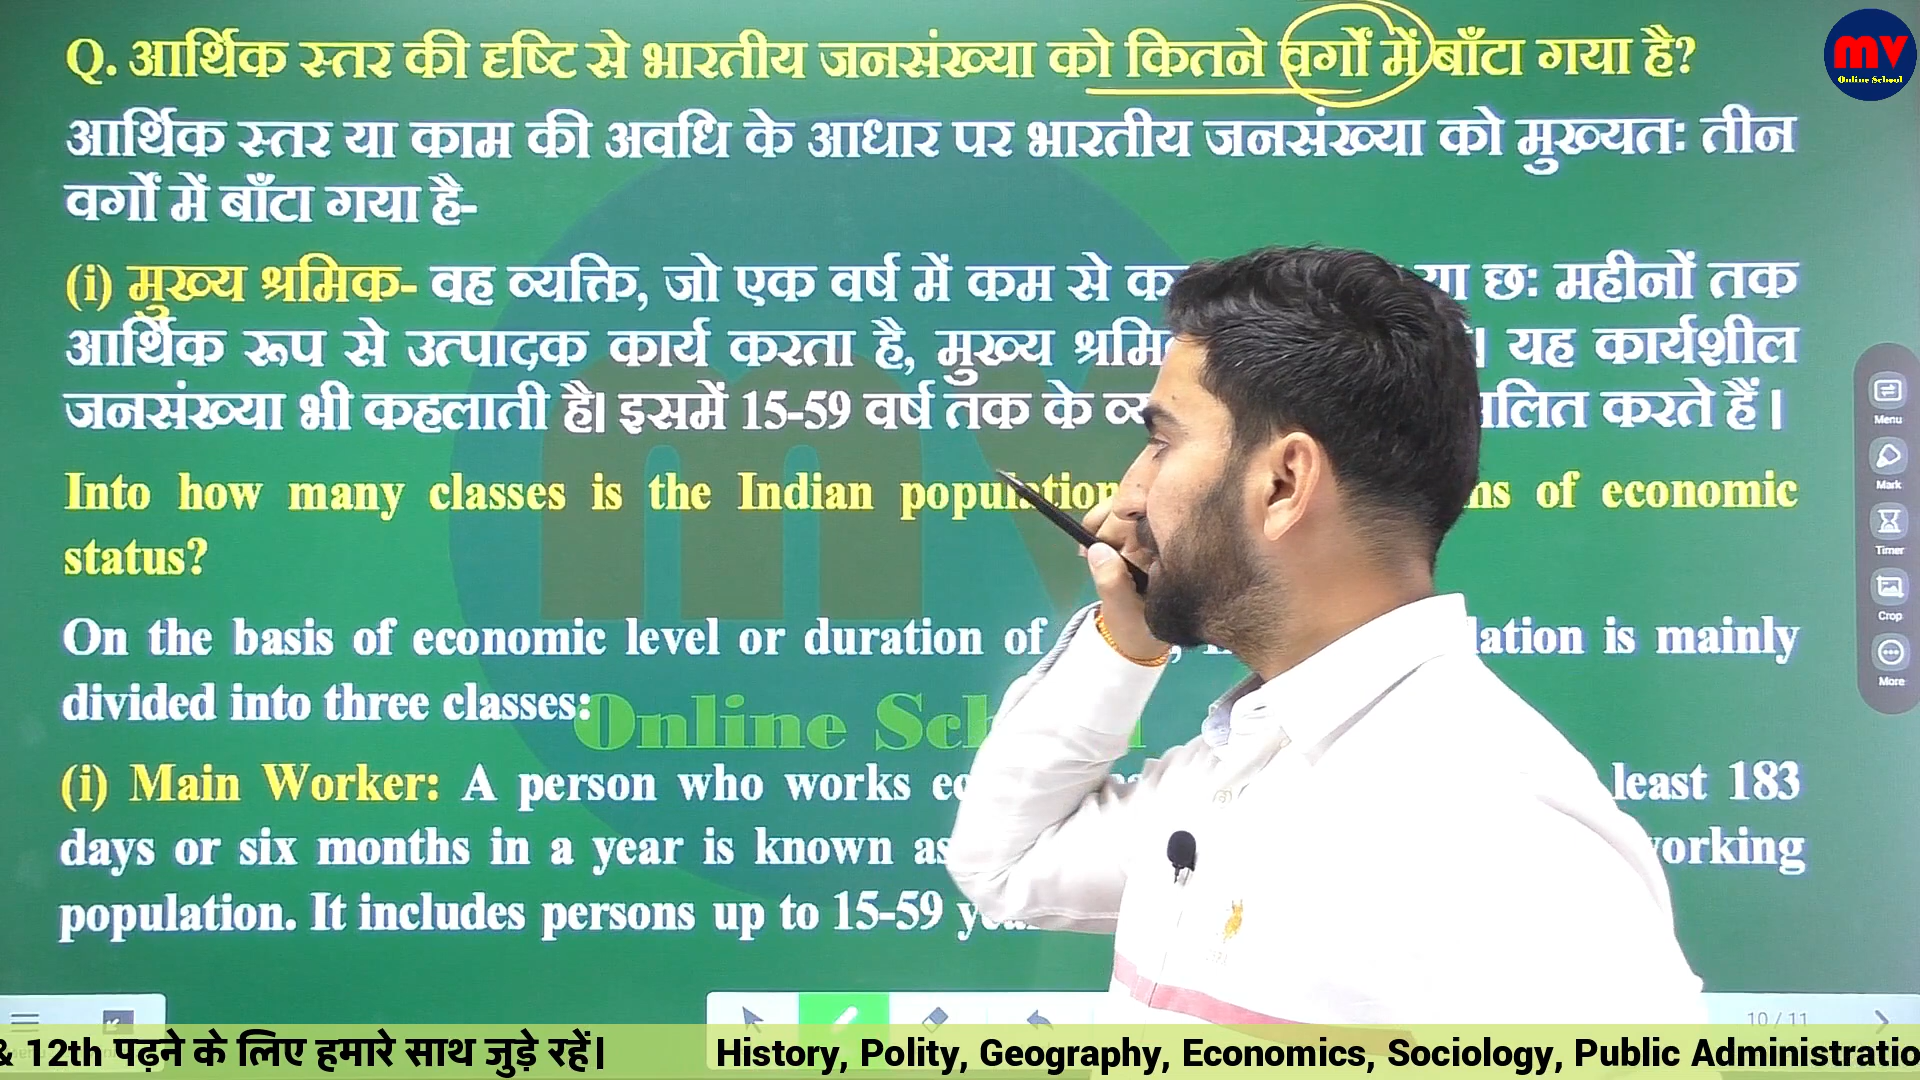 Q. आर्थिक स्तर की दृष्टि से भारतीय जनसंख्या को कितने वर्गों में बाँटा गया है?
mv
Online School
आर्थिक स्तर या काम की अवधि के आधार पर भारतीय जनसंख्या को मुख्यतः तीन
वर्गों में बाँटा गया है-
(i) मुख्य श्रमिक- वह व्यक्ति, जो एक वर्ष में कम से या छः महीनों तक
आर्थिक रूप से उत्पादक कार्य करता है, मुख्य । यह कार्यशील
जनसंख्या भी कहलाती है। इसमें 15-59 वर्ष तक के करते हैं।
Into how many classes is the Indian population of economic
status?
On the basis of economic level or duration of is mainly
divided into three classes:
Online
(i) Main Worker: A person who works least 183
days or six months in a year is known as working
population. It includes persons up to 15-59
Menu
Mark
Timer
Crop
More
10 / 11
& 12th पढ़ने के लिए हमारे साथ जुड़े रहें। History, Polity, Geography, Economics, Sociology, Public Administratio